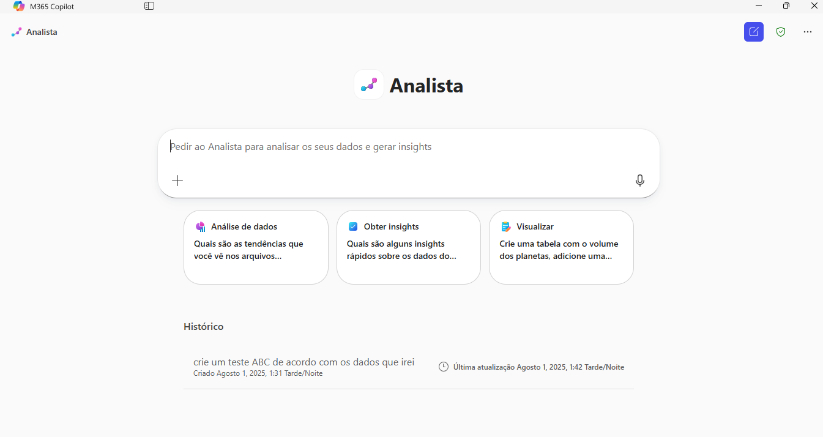 M365 Copilot
Analista
Analista
Pedir ao Analista para analisar os seus dados e gerar insights
Análise de dados
Quais são as tendências que
você vê nos arquivos...
Obter insights
Quais são alguns insights
rápidos sobre os dados do...
Visualizar
Crie uma tabela com o volume
dos planetas, adicione uma...
Histórico
crie um teste ABC de acordo com os dados que irei
Criado Agosto 1, 2025, 1:31 Tarde/Noite
Última atualização Agosto 1, 2025, 1:42 Tarde/Noite